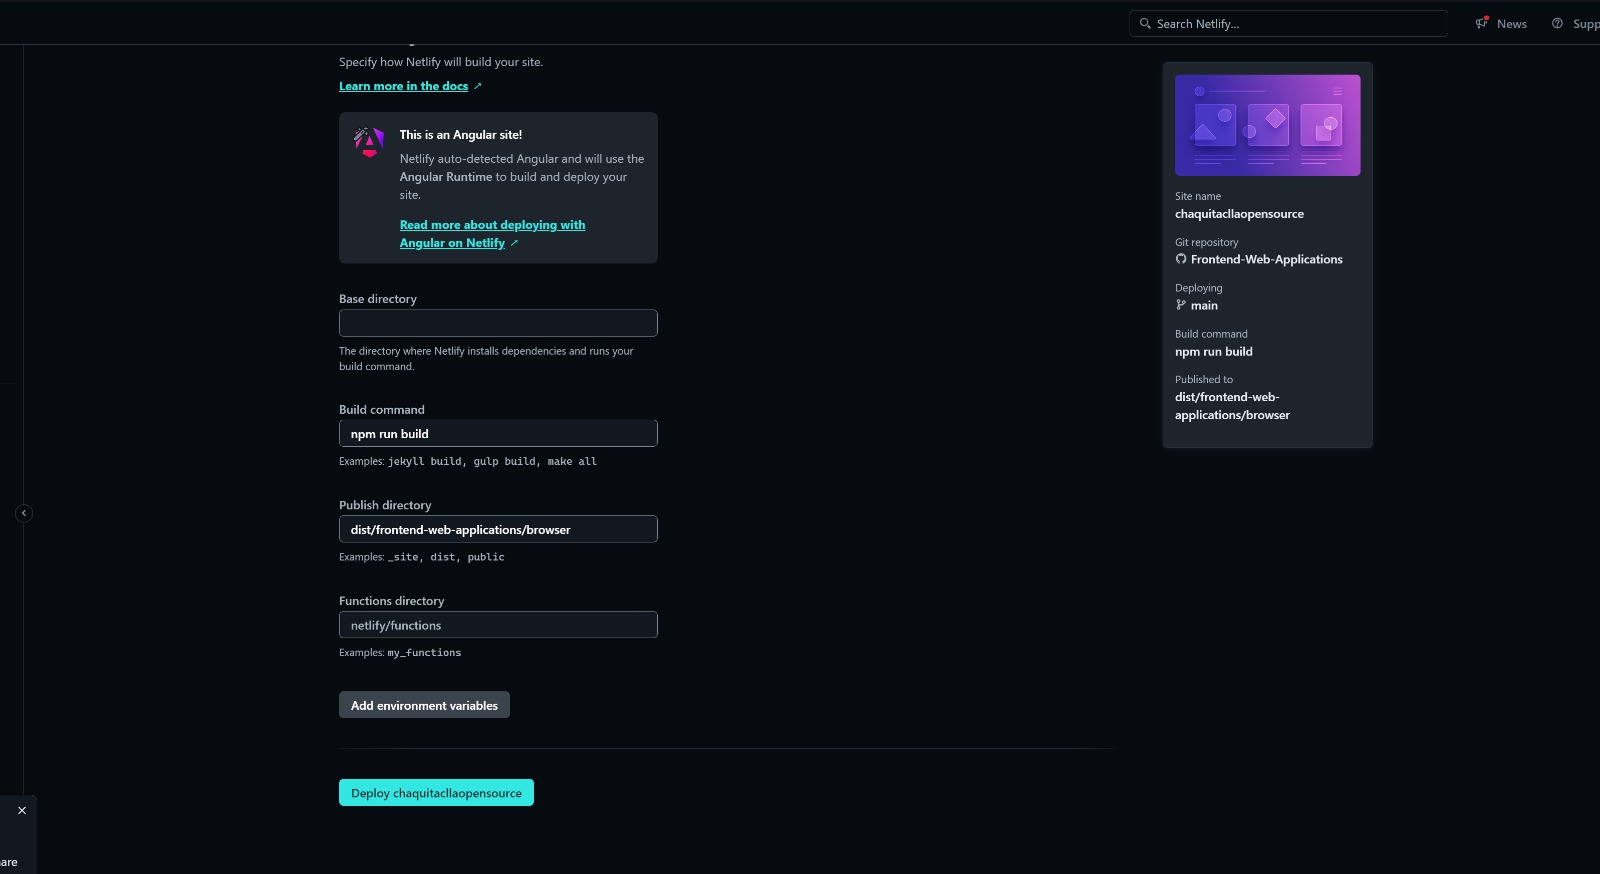 Search Netlify...
News
Supp
Specify how Netlify will build your site.
Learn more in the docs ↗
This is an Angular site!
Netlify auto-detected Angular and will use the
Angular Runtime to build and deploy your
site.
Read more about deploying with
Angular on Netlify ↗
Base directory
The directory where Netlify installs dependencies and runs your
build command.
Build command
npm run build
Examples: jekyll build, gulp build, make all
Publish directory
dist/frontend-web-applications/browser
Examples: _site, dist, public
Functions directory
netlify/functions
Examples: my_functions
Add environment variables
Deploy chaquitacllaopensource
Site name
chaquitacllaopensource
Git repository
Frontend-Web-Applications
Deploying
main
Build command
npm run build
Published to
dist/frontend-web-
applications/browser
are